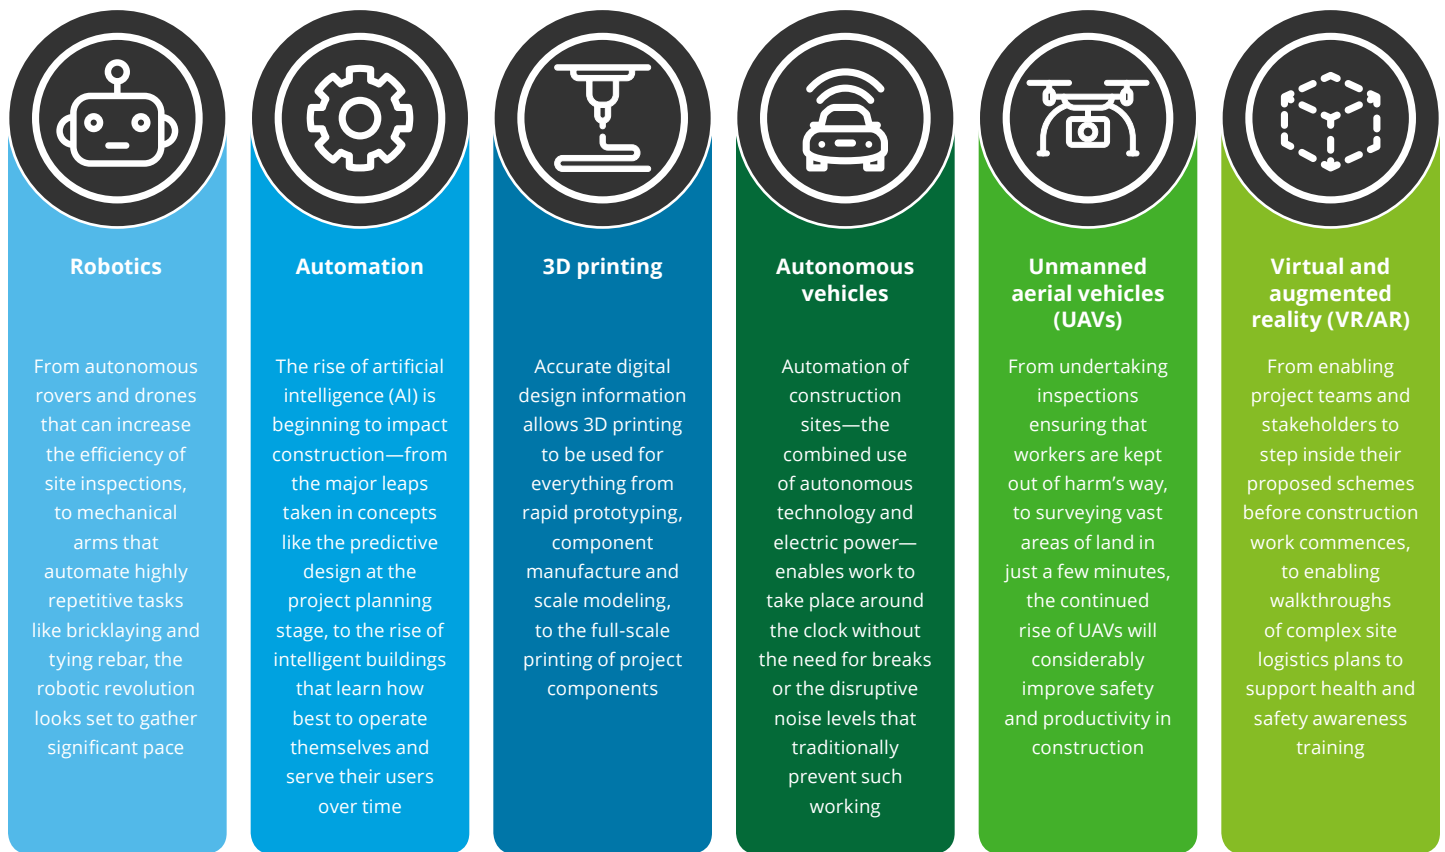 Robotics
From autonomous
rovers and drones
that can increase
the efficiency of
site inspections,
to mechanical
arms that
automate highly
repetitive tasks
like bricklaying and
tying rebar, the
robotic revolution
looks set to gather
significant pace
Automation
The rise of artificial
intelligence (AI) is
beginning to impact
construction—from
the major leaps
taken in concepts
like the predictive
design at the
project planning
stage, to the rise of
intelligent buildings
that learn how
best to operate
themselves and
serve their users
over time
3D printing
Accurate digital
design information
allows 3D printing
to be used for
everything from
rapid prototyping,
component
manufacture and
scale modeling,
to the full-scale
printing of project
components
Autonomous
vehicles
Automation of
construction
sites—the
combined use
of autonomous
technology and
electric power—
enables work to
take place around
the clock without
the need for breaks
or the disruptive
noise levels that
traditionally
prevent such
working
Unmanned
aerial vehicles
(UAVs)
From undertaking
inspections
ensuring that
workers are kept
out of harm’s way,
to surveying vast
areas of land in
just a few minutes,
the continued
rise of UAVs will
considerably
improve safety
and productivity in
construction
Virtual and
augmented
reality (VR/AR)
From enabling
project teams and
stakeholders to
step inside their
proposed schemes
before construction
work commences,
to enabling
walkthroughs
of complex site
logistics plans to
support health and
safety awareness
training